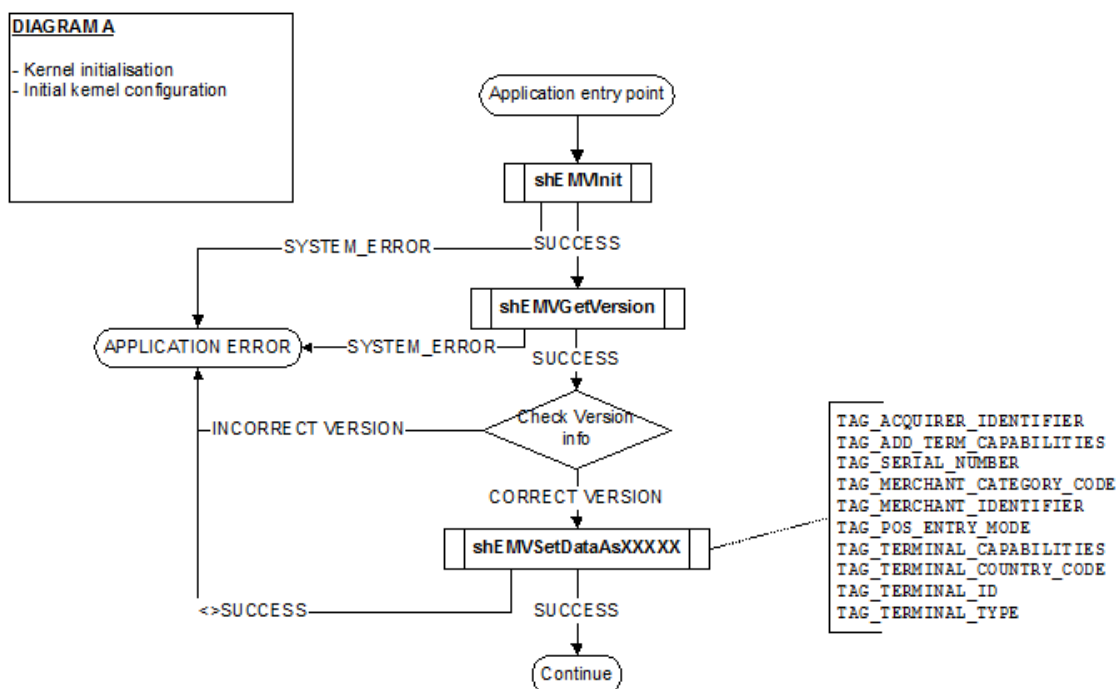 DIAGRAM A
- Kernel initialisation
- Initial kernel configuration
Application entry point
shEMVInit
SYSTEM_ERROR
SUCCESS
shEMVGetVersion
APPLICATION ERROR
SYSTEM_ERROR
SUCCESS
Check Version
info
INCORRECT VERSION
CORRECT VERSION
shEMVSetDataAsXXXXX
TAG_ACQUIRER_IDENTIFIER
TAG_ADD_TERM_CAPABILITIES
TAG_SERIAL_NUMBER
TAG_MERCHANT_CATEGORY_CODE
TAG_MERCHANT_IDENTIFIER
TAG_POS_ENTRY_MODE
TAG_TERMINAL_CAPABILITIES
TAG_TERMINAL_COUNTRY_CODE
TAG_TERMINAL_ID
TAG_TERMINAL_TYPE
<>SUCCESS
SUCCESS
Continue